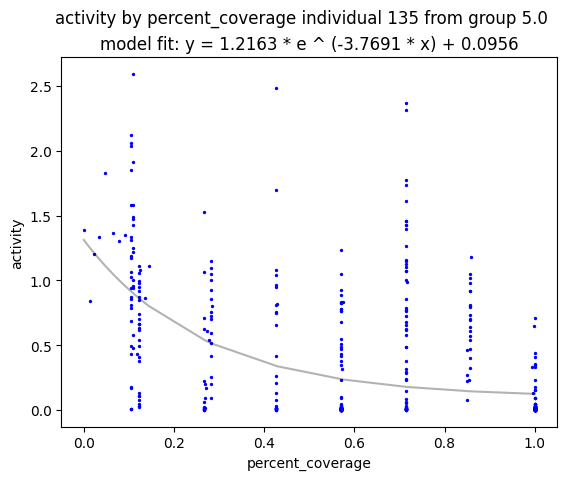 activity by percent_coverage individual 135 from group 5.0
model fit: y = 1.2163 * e ^ (-3.7691 * x) + 0.0956
2.5
2.0
1.5
1.0
0.5
0.0
activity
0.0 0.2 0.4 0.6 0.8 1.0
percent_coverage